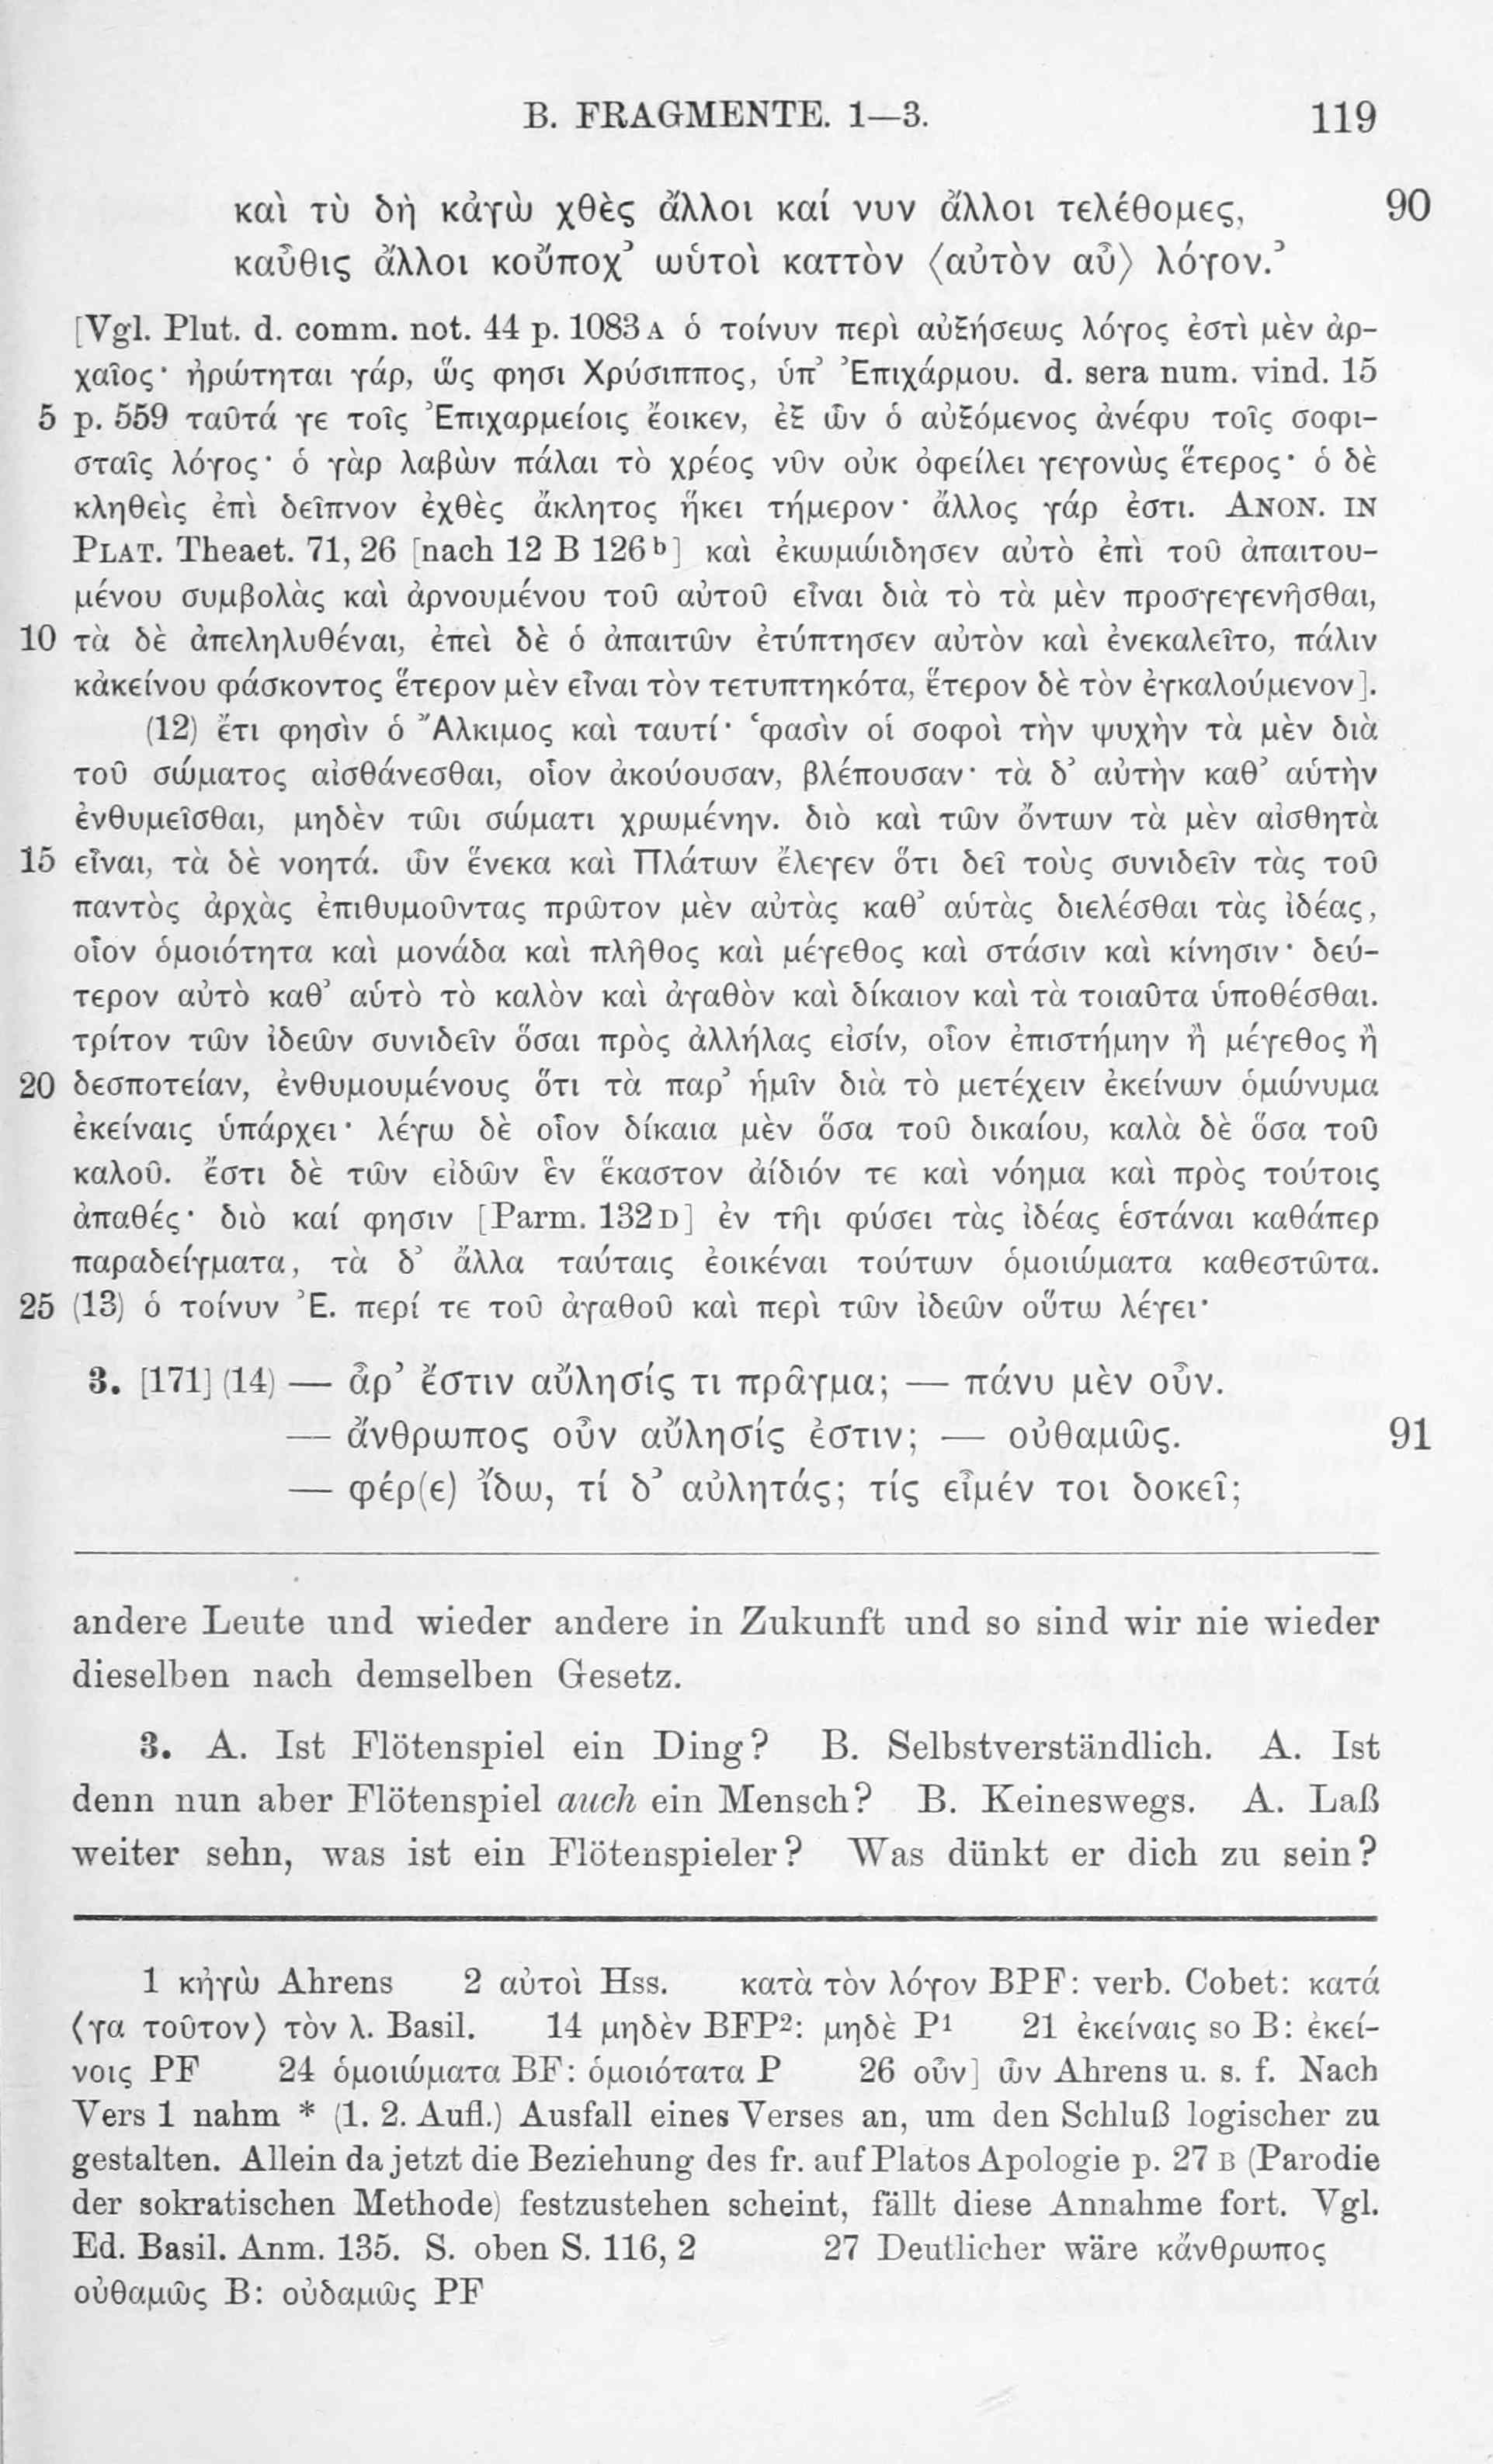 B. FRAGMENTE. 1—3. 119
καὶ τὺ δὴ κἀγὼ χθὲς ἄλλοι καί νυν ἄλλοι τελέθομες, 90
καὖθις ἄλλοι κοὔποχ’ ωὑτοὶ καττὸν ⟨αὐτὸν αὖ⟩ λόγον.’
[Vgl. Plut. d. comm. not. 44 p. 1083 A ὁ τοίνυν περὶ αὐξήσεως λόγος ἐστὶ μὲν ἀρ-
χαῖος· ἠρώτηται γάρ, ὥς φησι Χρύσιππος, ὑπ’ Ἐπιχάρμου. d. sera num. vind. 15
5 p. 559 ταῦτά γε τοῖς Ἐπιχαρμείοις ἔοικεν, ἐξ ὧν ὁ αὐξόμενος ἀνέφυ τοῖς σοφι-
σταῖς λόγος· ὁ γὰρ λαβὼν πάλαι τὸ χρέος νῦν οὐκ ὀφείλει γεγονὼς ἕτερος· ὁ δὲ
κληθεὶς ἐπὶ δεῖπνον ἐχθὲς ἄκλητος ἥκει τήμερον· ἄλλος γάρ ἐστι. ANON. IN
PLAT. Theaet. 71, 26 [nach 12 B 126ᵇ] καὶ ἐκωμώιδησεν αὐτὸ ἐπὶ τοῦ ἀπαιτου-
μένου συμβολὰς καὶ ἀρνουμένου τοῦ αὐτοῦ εἶναι διὰ τὸ τὰ μὲν προσγεγενῆσθαι,
10 τὰ δὲ ἀπεληλυθέναι, ἐπεὶ δὲ ὁ ἀπαιτῶν ἐτύπτησεν αὐτὸν καὶ ἐνεκαλεῖτο, πάλιν
κἀκείνου φάσκοντος ἕτερον μὲν εἶναι τὸν τετυπτηκότα, ἕτερον δὲ τὸν ἐγκαλούμενον].
(12) ἔτι φησὶν ὁ Ἄλκιμος καὶ ταυτί· ‘φασὶν οἱ σοφοὶ τὴν ψυχὴν τὰ μὲν διὰ
τοῦ σώματος αἰσθάνεσθαι, οἷον ἀκούουσαν, βλέπουσαν· τὰ δ’ αὐτὴν καθ’ αὑτὴν
ἐνθυμεῖσθαι, μηδὲν τῶι σώματι χρωμένην. διὸ καὶ τῶν ὄντων τὰ μὲν αἰσθητὰ
15 εἶναι, τὰ δὲ νοητά. ὧν ἕνεκα καὶ Πλάτων ἔλεγεν ὅτι δεῖ τοὺς συνιδεῖν τὰς τοῦ
παντὸς ἀρχὰς ἐπιθυμοῦντας πρῶτον μὲν αὐτὰς καθ’ αὑτὰς διελέσθαι τὰς ἰδέας,
οἷον ὁμοιότητα καὶ μονάδα καὶ πλῆθος καὶ μέγεθος καὶ στάσιν καὶ κίνησιν· δεύ-
τερον αὐτὸ καθ’ αὑτὸ τὸ καλὸν καὶ ἀγαθὸν καὶ δίκαιον καὶ τὰ τοιαῦτα ὑποθέσθαι.
τρίτον τῶν ἰδεῶν συνιδεῖν ὅσαι πρὸς ἀλλήλας εἰσίν, οἷον ἐπιστήμην ἢ μέγεθος ἢ
20 δεσποτείαν, ἐνθυμουμένους ὅτι τὰ παρ’ ἡμῖν διὰ τὸ μετέχειν ἐκείνων ὁμώνυμα
ἐκείναις ὑπάρχει· λέγω δὲ οἷον δίκαια μὲν ὅσα τοῦ δικαίου, καλὰ δὲ ὅσα τοῦ
καλοῦ. ἔστι δὲ τῶν εἰδῶν ἓν ἕκαστον ἀίδιόν τε καὶ νόημα καὶ πρὸς τούτοις
ἀπαθές· διὸ καί φησιν [Parm. 132 D] ἐν τῆι φύσει τὰς ἰδέας ἑστάναι καθάπερ
παραδείγματα, τὰ δ’ ἄλλα ταύταις ἐοικέναι τούτων ὁμοιώματα καθεστῶτα.
25 (13) ὁ τοίνυν Ἐ. περί τε τοῦ ἀγαθοῦ καὶ περὶ τῶν ἰδεῶν οὕτω λέγει·
3. [171] (14) — ἆρ’ ἔστιν αὔλησίς τι πρᾶγμα; — πάνυ μὲν οὖν.
— ἄνθρωπος οὖν αὔλησίς ἐστιν; — οὐθαμῶς. 91
— φέρ(ε) ἴδω, τί δ’ αὐλητάς; τίς εἶμέν τοι δοκεῖ;
andere Leute und wieder andere in Zukunft und so sind wir nie wieder
dieselben nach demselben Gesetz.
3. A. Ist Flötenspiel ein Ding? B. Selbstverständlich. A. Ist
denn nun aber Flötenspiel auch ein Mensch? B. Keineswegs. A. Laß
weiter sehn, was ist ein Flötenspieler? Was dünkt er dich zu sein?
1 κἠγὼ Ahrens 2 αὐτοὶ Hss. κατὰ τὸν λόγον BPF: verb. Cobet: κατά
⟨γα τοῦτον⟩ τὸν λ. Basil. 14 μηδὲν BFP2: μηδὲ P1 21 ἐκείναις so B: ἐκεί-
νοις PF 24 ὁμοιώματα BF: ὁμοιότατα P 26 οὖν] ὦν Ahrens u. s. f. Nach
Vers 1 nahm * (1. 2. Aufl.) Ausfall eines Verses an, um den Schluß logischer zu
gestalten. Allein da jetzt die Beziehung des fr. auf Platos Apologie p. 27 B (Parodie
der sokratischen Methode) festzustehen scheint, fällt diese Annahme fort. Vgl.
Ed. Basil. Anm. 135. S. oben S. 116, 2 27 Deutlicher wäre κἄνθρωπος
οὐθαμῶς B: οὐδαμῶς PF